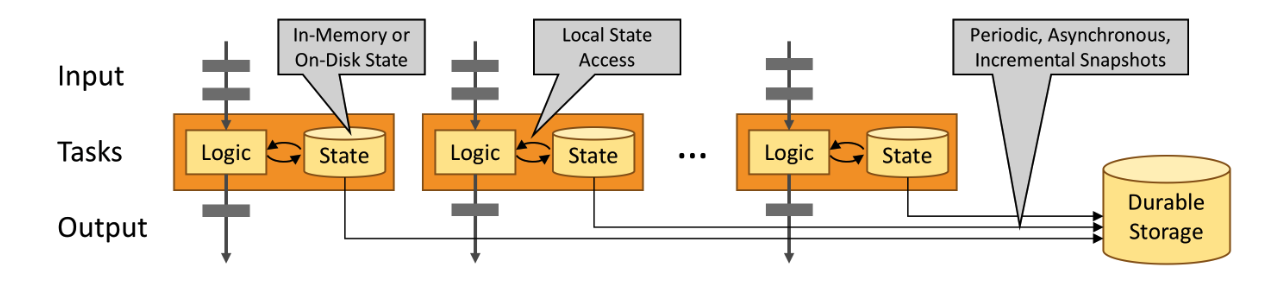 In-Memory or
On-Disk State
Local State
Access
Periodic, Asynchronous,
Incremental Snapshots
Input
Tasks
Logic
State
Logic
State
...
Logic
State
Output
Durable
Storage